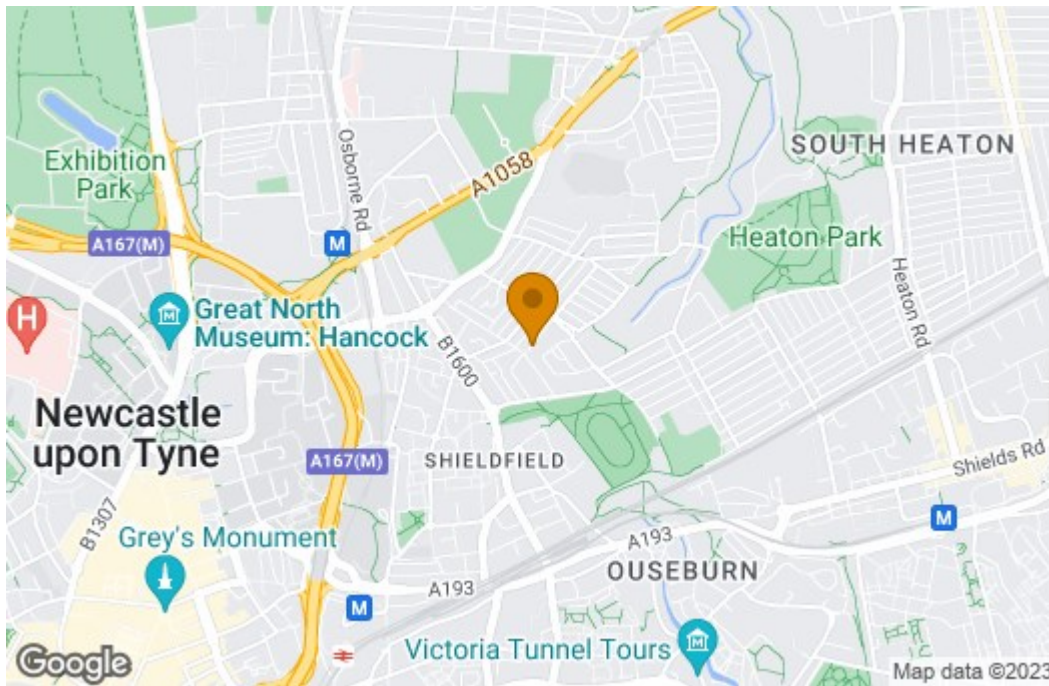 Osborne Rd
A1058
SOUTH HEATON
Exhibition
Park
A167(M)
M
Heaton Park
Great North
Museum: Hancock
H
B1600
Heaton Rd
Newcastle
upon Tyne
A167(M)
SHIELDFIELD
Shields Rd
M
B1307
Grey's Monument
A193
OUSEBURN
A193
M
Victoria Tunnel Tours
Google
Map data ©2023